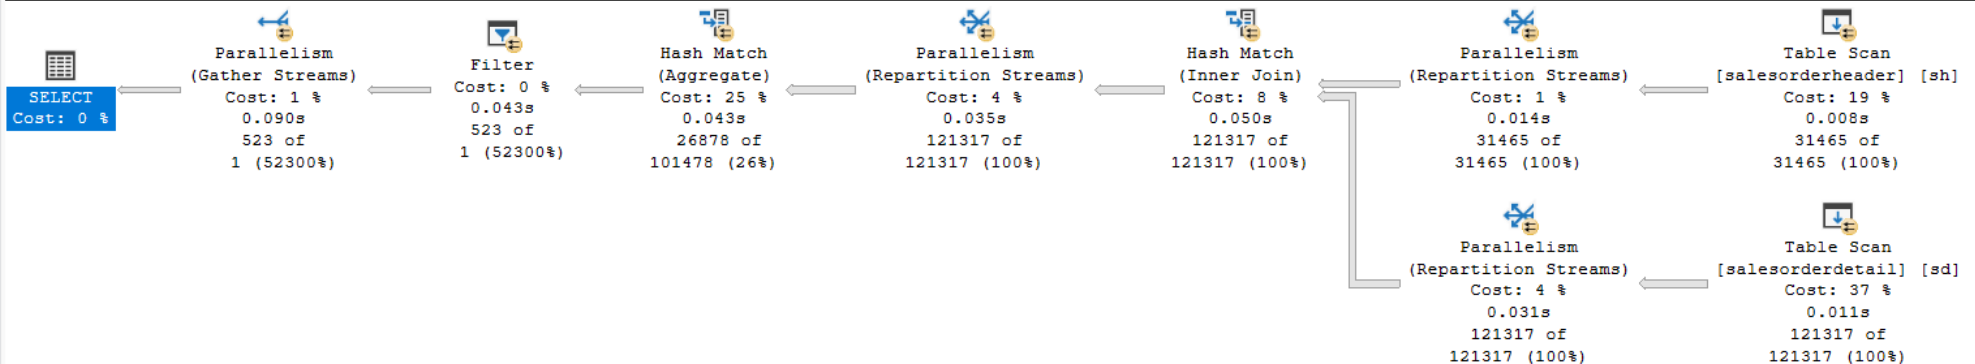 SELECT
Cost: 0 %
Parallelism
(Gather Streams)
Cost: 1 %
0.090s
523 of
1 (52300%)
Filter
Cost: 0 %
0.043s
523 of
1 (52300%)
Hash Match
(Aggregate)
Cost: 25 %
0.043s
26878 of
101478 (26%)
Parallelism
(Repartition Streams)
Cost: 4 %
0.035s
121317 of
121317 (100%)
Hash Match
(Inner Join)
Cost: 8 %
0.050s
121317 of
121317 (100%)
Parallelism
(Repartition Streams)
Cost: 1 %
0.014s
31465 of
31465 (100%)
Table Scan
[salesorderheader] [sh]
Cost: 19 %
0.008s
31465 of
31465 (100%)
Parallelism
(Repartition Streams)
Cost: 4 %
0.031s
121317 of
121317 (100%)
Table Scan
[salesorderdetail] [sd]
Cost: 37 %
0.011s
121317 of
121317 (100%)